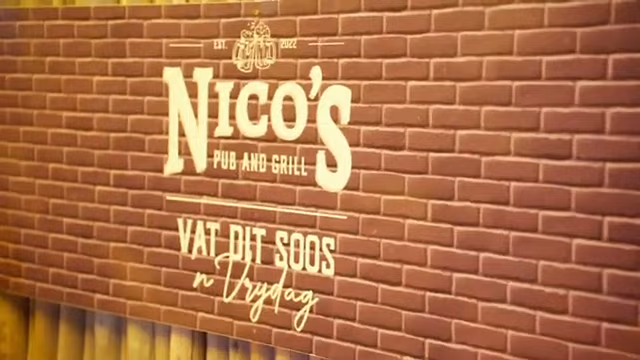 EST. 2022
NICO'S
PUB AND GRILL
VAT DIT SOOS
n Vrydag